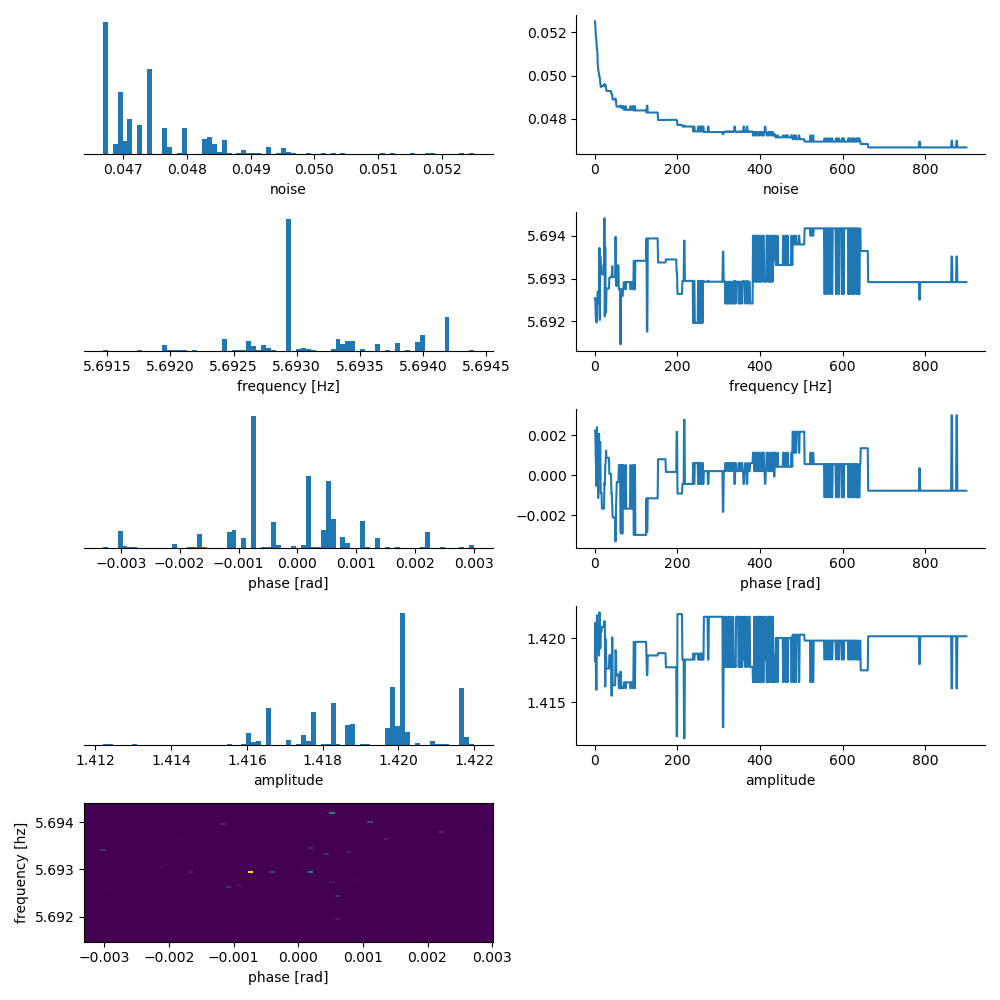 0.047 0.048 0.049 0.050 0.051 0.052
noise
0.052
0.050
0.048
0 200 400 600 800
noise
5.6915 5.6920 5.6925 5.6930 5.6935 5.6940 5.6945
frequency [Hz]
5.694
5.693
5.692
0 200 400 600 800
frequency [Hz]
−0.003 −0.002 −0.001 0.000 0.001 0.002 0.003
phase [rad]
0.002
0.000
−0.002
0 200 400 600 800
phase [rad]
1.412 1.414 1.416 1.418 1.420 1.422
amplitude
1.420
1.415
0 200 400 600 800
amplitude
frequency [hz]
5.694
5.693
5.692
−0.003 −0.002 −0.001 0.000 0.001 0.002 0.003
phase [rad]